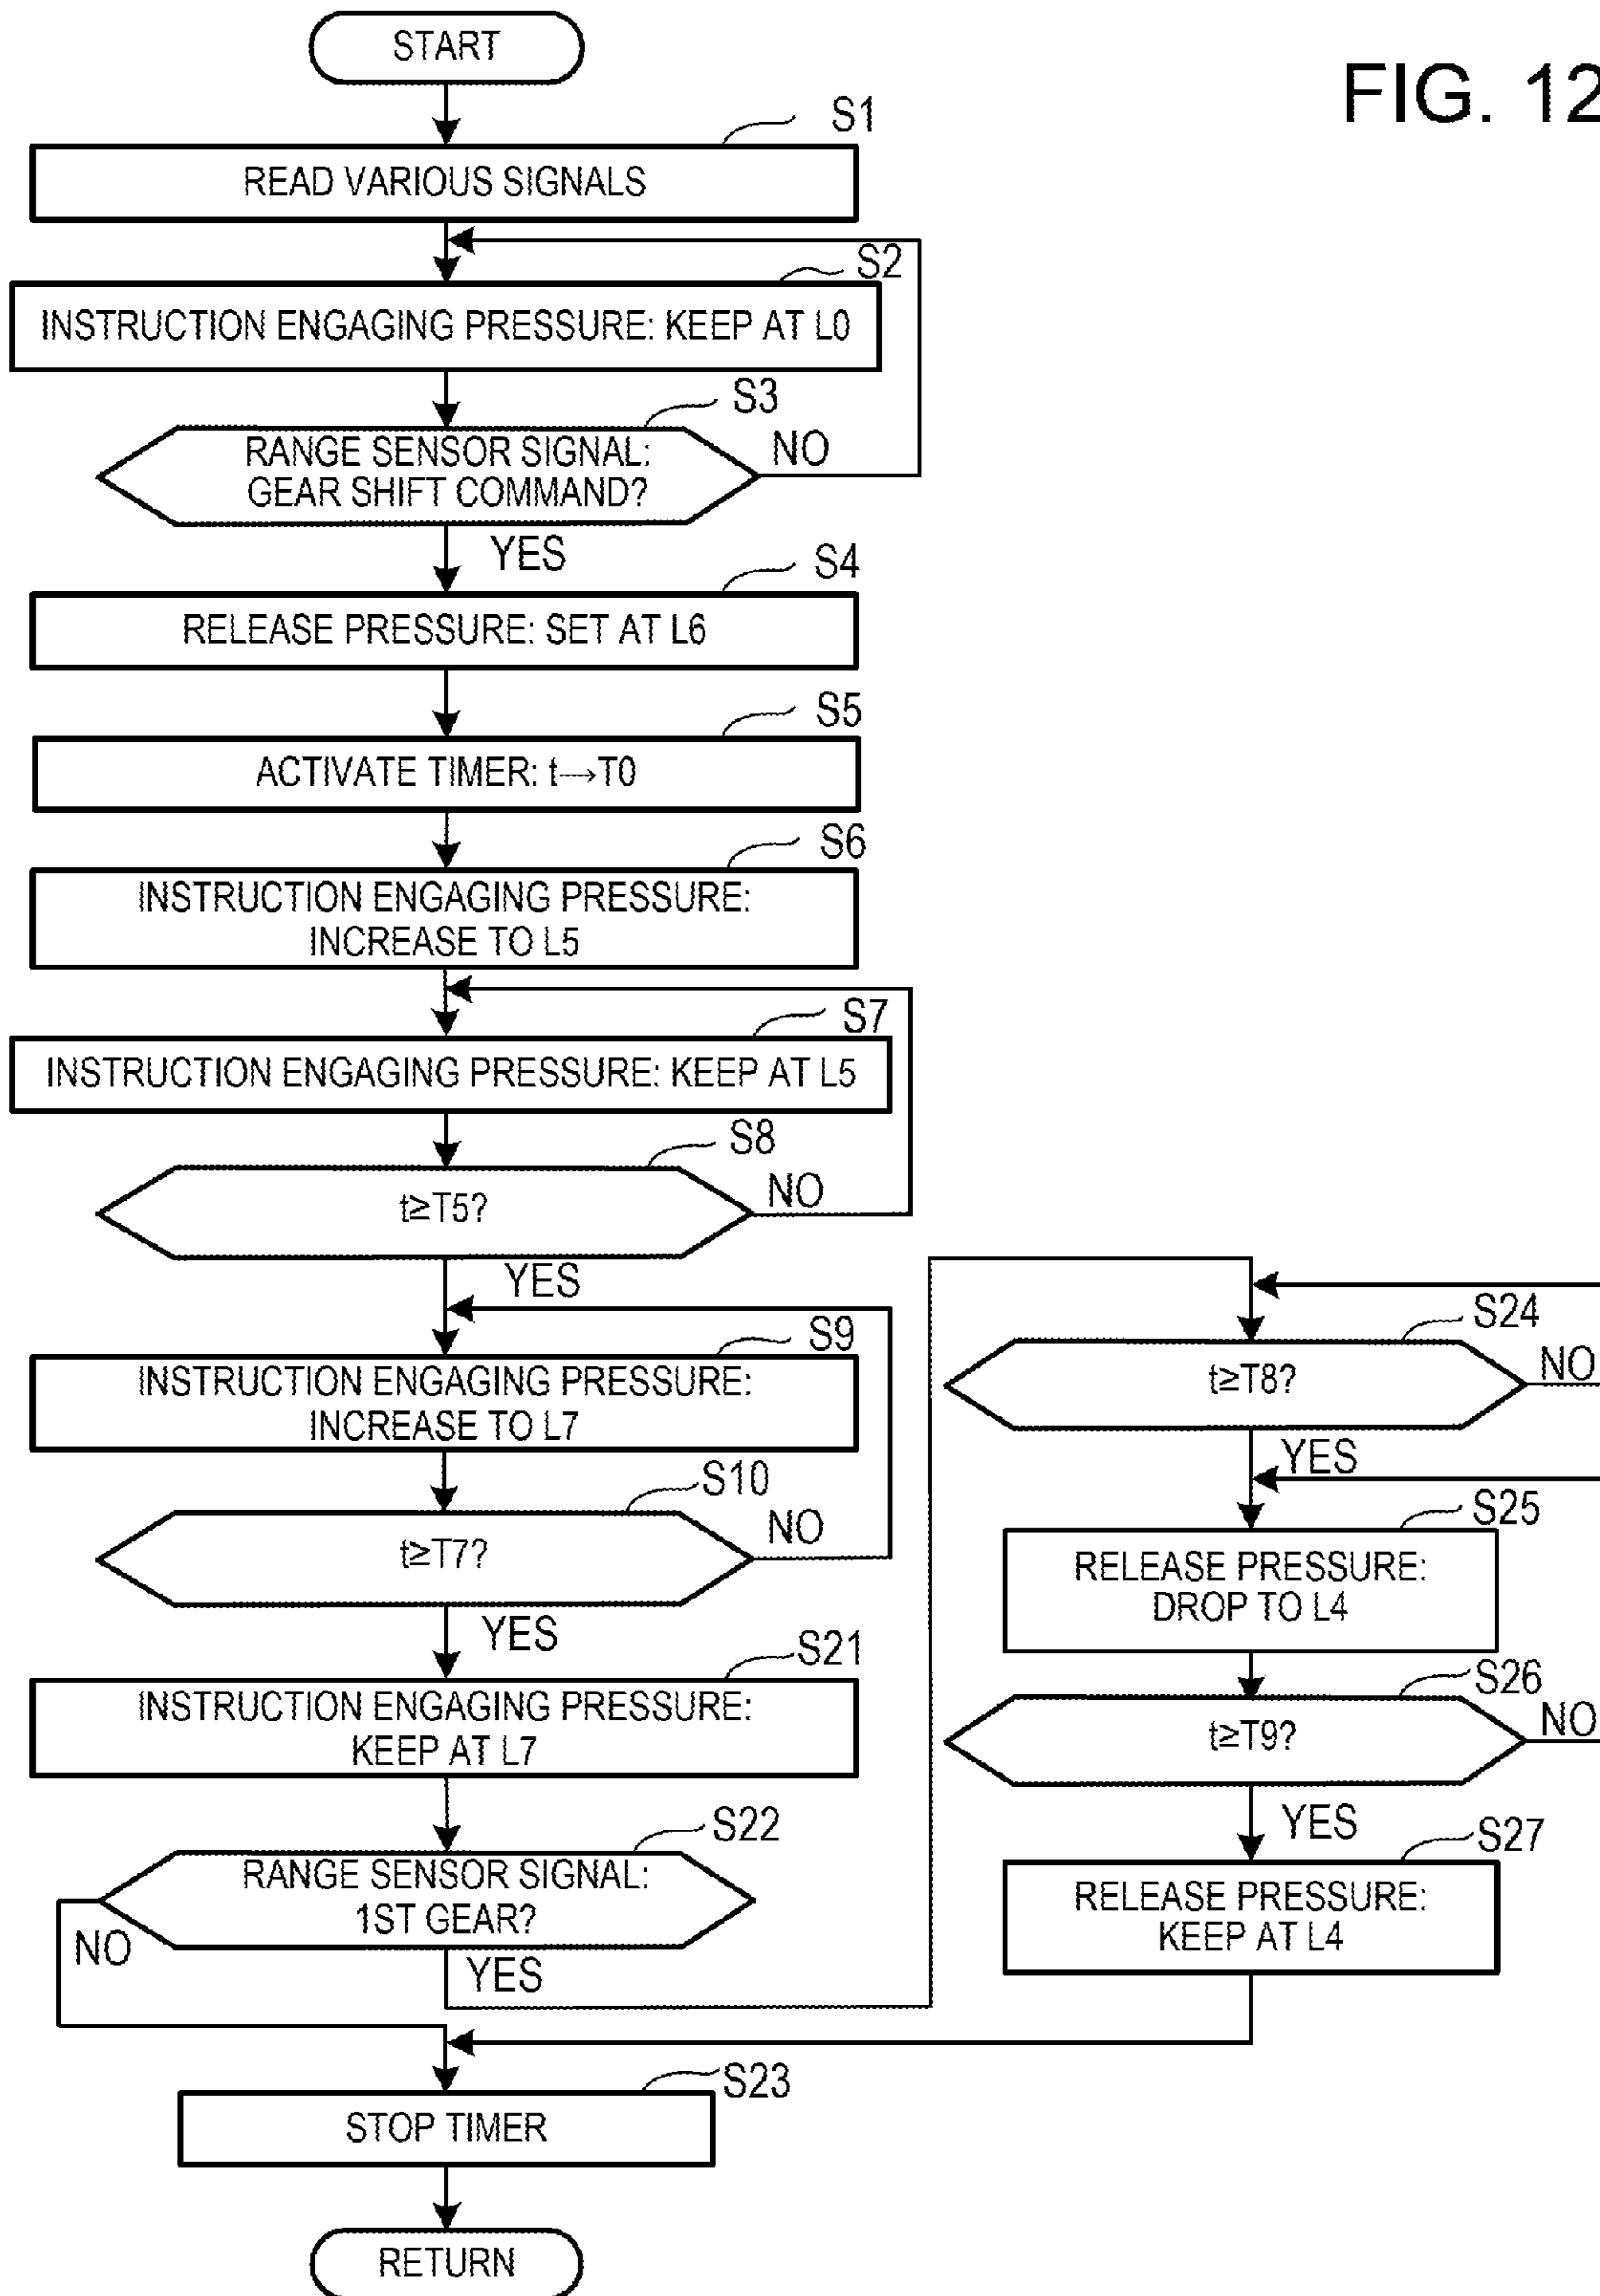 FIG. 12
START
S1
READ VARIOUS SIGNALS
S2
INSTRUCTION ENGAGING PRESSURE: KEEP AT L0
S3
RANGE SENSOR SIGNAL:
GEAR SHIFT COMMAND?
NO
YES
S4
RELEASE PRESSURE: SET AT L6
S5
ACTIVATE TIMER: t→T0
S6
INSTRUCTION ENGAGING PRESSURE:
INCREASE TO L5
S7
INSTRUCTION ENGAGING PRESSURE: KEEP AT L5
S8
t≥T5?
NO
YES
S9
INSTRUCTION ENGAGING PRESSURE:
INCREASE TO L7
S10
t≥T7?
NO
YES
S21
INSTRUCTION ENGAGING PRESSURE:
KEEP AT L7
S22
RANGE SENSOR SIGNAL:
1ST GEAR?
NO
YES
S24
t≥T8?
NO
YES
S25
RELEASE PRESSURE:
DROP TO L4
S26
t≥T9?
NO
YES
S27
RELEASE PRESSURE:
KEEP AT L4
S23
STOP TIMER
RETURN